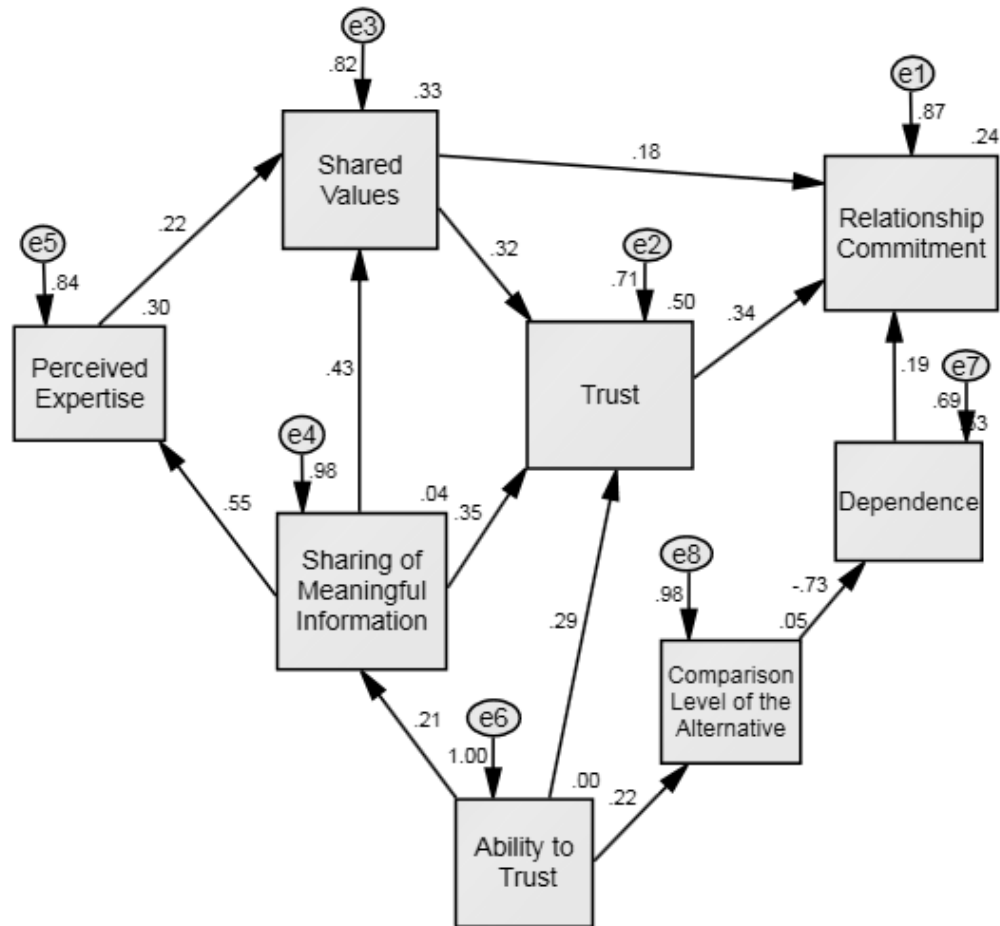 e3
.82
.33
Shared
Values
e1
.87
.24
Relationship
Commitment
.18
.22
.32
e5
.84
.30
Perceived
Expertise
e2
.71
.50
Trust
.34
.43
.19
e7
.69
.53
Dependence
e4
.98
.04
.35
Sharing of
Meaningful
Information
.55
e8
.98
-.73
.05
Comparison
Level of the
Alternative
.29
.21
e6
1.00
.00
.22
Ability to
Trust